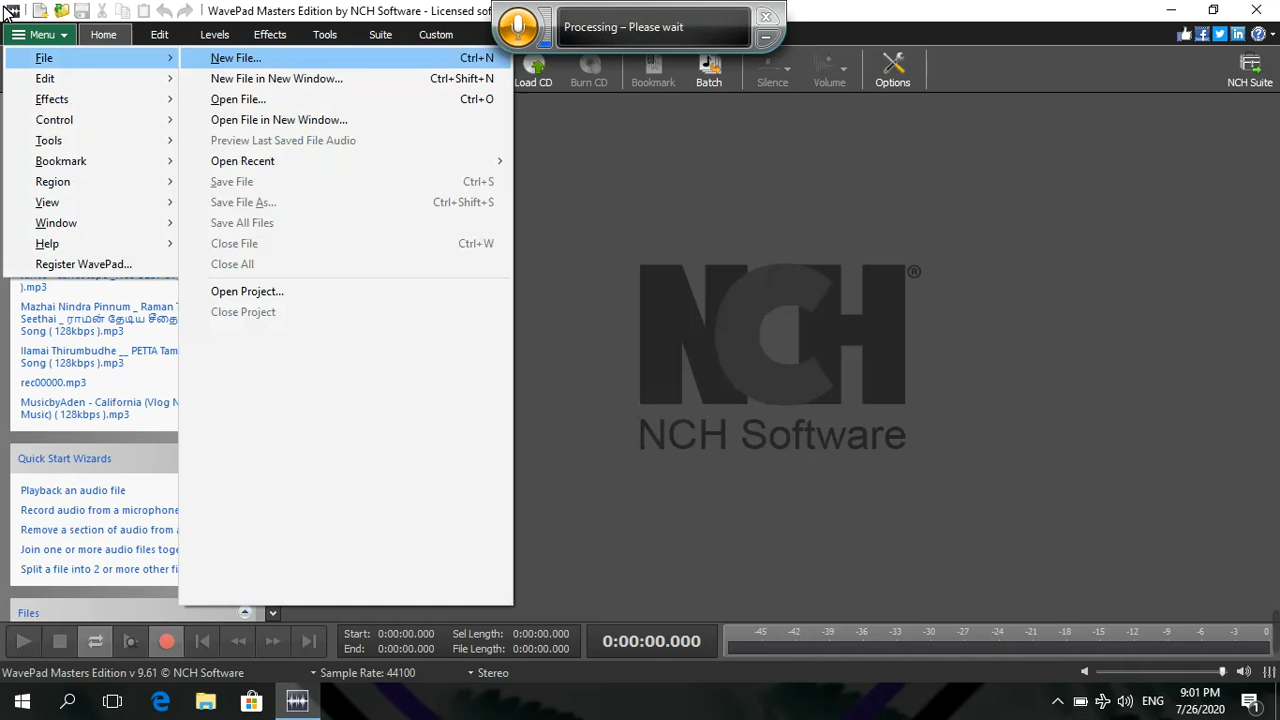 WavePad Masters Edition by NCH Software - Licensed sof
Processing – Please wait
Menu Home Edit Levels Effects Tools Suite Custom
File
Edit
Effects
Control
Tools
Bookmark
Region
View
Window
Help
Register WavePad...
New File... Ctrl+N
New File in New Window... Ctrl+Shift+N
Open File... Ctrl+O
Open File in New Window...
Preview Last Saved File Audio
Open Recent
Save File Ctrl+S
Save File As... Ctrl+Shift+S
Save All Files
Close File Ctrl+W
Close All
Open Project...
Close Project
Load CD Burn CD Bookmark Batch Silence Volume Options NCH Suite
).mp3
Mazhai Nindra Pinnum _ Raman T
Seethai _ ராமன் தேடிய சீதை
Song ( 128kbps ).mp3
Ilamai Thirumbudhe __ PETTA Tam
Song ( 128kbps ).mp3
rec00000.mp3
MusicbyAden - California (Vlog N
Music) ( 128kbps ).mp3
Quick Start Wizards
Playback an audio file
Record audio from a microphone
Remove a section of audio from a
Join one or more audio files toge
Split a file into 2 or more other fi
Files
NCH®
NCH Software
Start: 0:00:00.000 Sel Length: 0:00:00.000
End: 0:00:00.000 File Length: 0:00:00.000
0:00:00.000
-45 -42 -39 -36 -33 -30 -27 -24 -21 -18 -15 -12 -9 -6 -3 0
WavePad Masters Edition v 9.61 © NCH Software
Sample Rate: 44100
Stereo
ENG
9:01 PM
7/26/2020
1